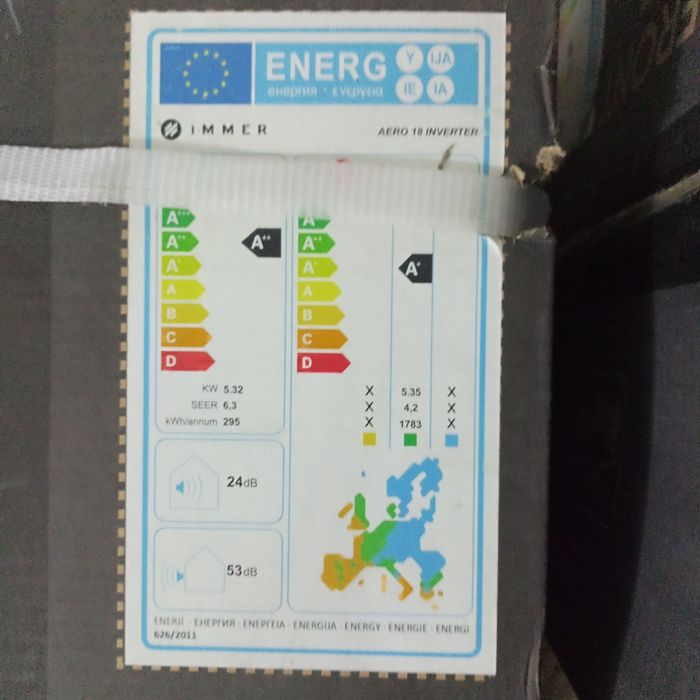 ENERG
енергия · ενεργεια
Y IJA
IE IA
IMMER
AERO 18 INVERTER
A+++
A++
A++
A+
A
B
C
D
A
A++
A+
A+
A
B
C
D
KW 5.32
SEER 6,3
kWh/annum 295
X 5.35 X
X 4,2 X
X 1783 X
24dB
53dB
ENERJİ · ЕНЕРГИЯ · ΕΝΕΡΓΕΙΑ · ENERGIJA · ENERGY · ENERGIE · ENERGI
626/2011